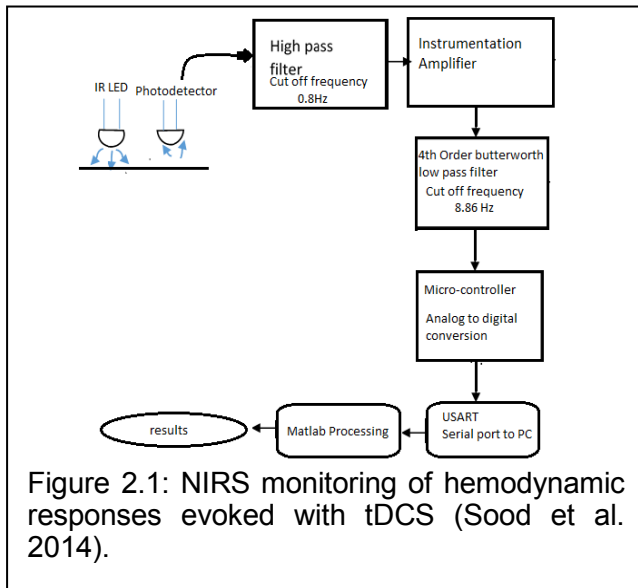 IR LED
Photodetector
High pass
filter
Cut off frequency
0.8Hz
Instrumentation
Amplifier
4th Order butterworth
low pass filter
Cut off frequency
8.86 Hz
Micro-controller
Analog to digital
conversion
USART
Serial port to PC
Matlab Processing
results
Figure 2.1: NIRS monitoring of hemodynamic
responses evoked with tDCS (Sood et al.
2014).